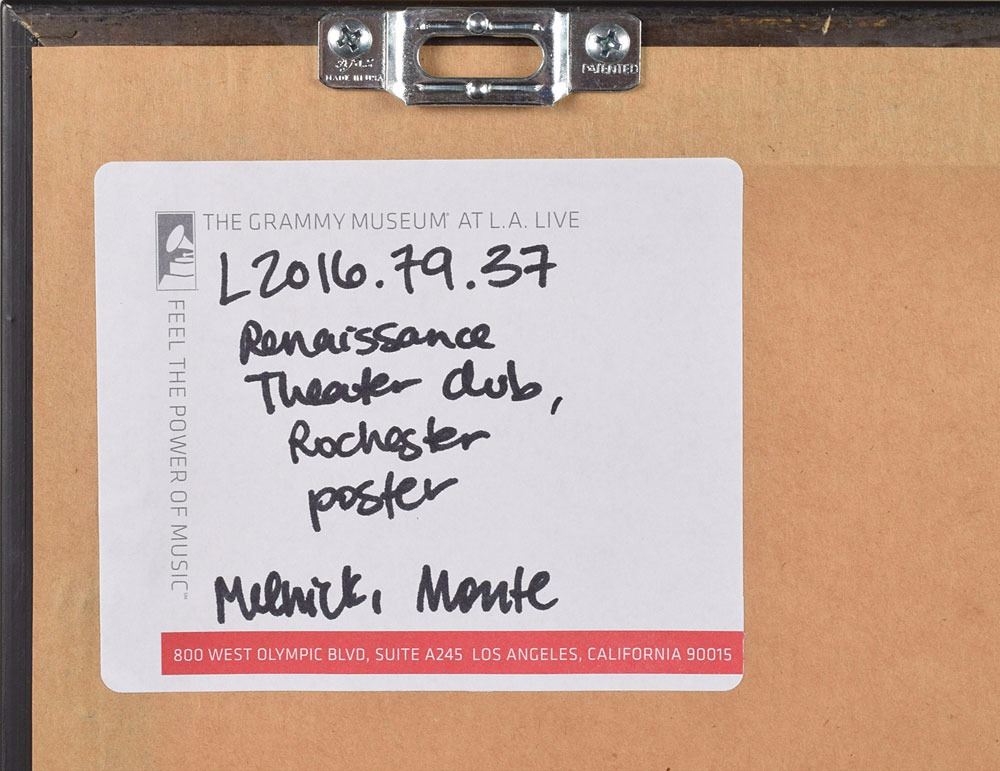 MADE IN USA
PATENTED
THE GRAMMY MUSEUM® AT L.A. LIVE
L2016.79.37
Renaissance
Theater club,
Rochester
poster
Melnick, Monte
FEEL THE POWER OF MUSIC℠
800 WEST OLYMPIC BLVD, SUITE A245 LOS ANGELES, CALIFORNIA 90015